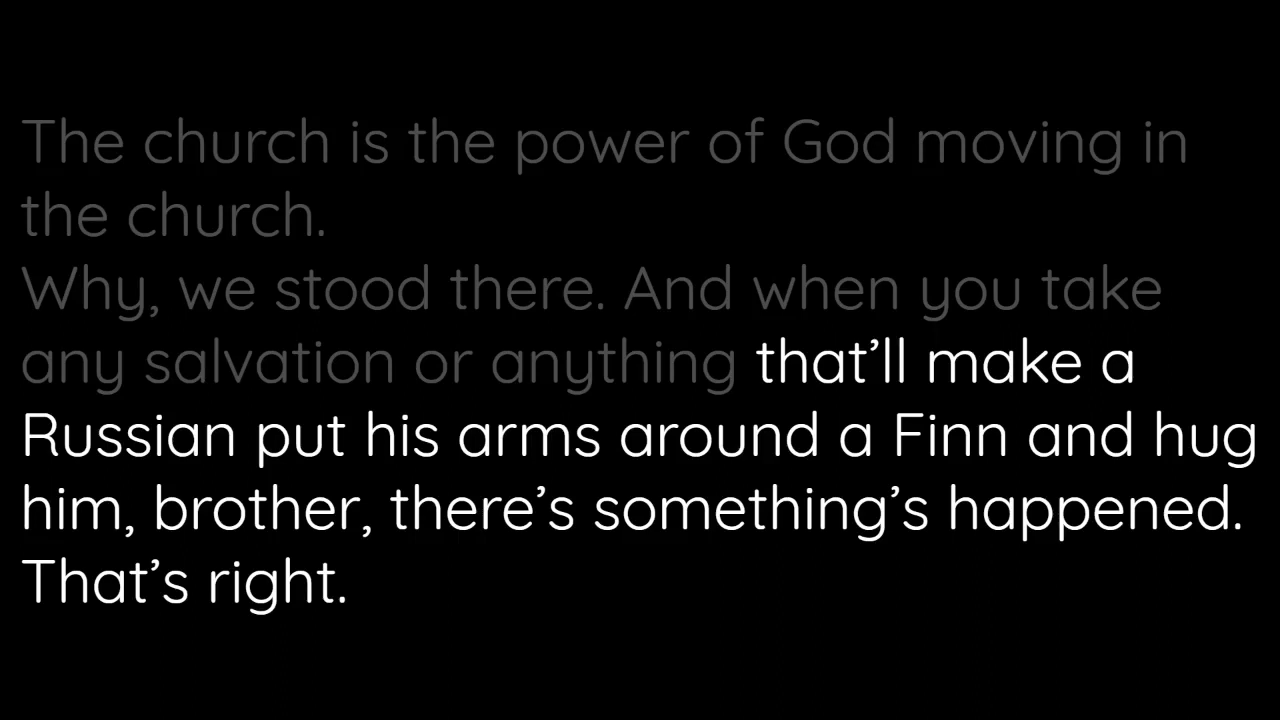 The church is the power of God moving in
the church.
Why, we stood there. And when you take
any salvation or anything that’ll make a
Russian put his arms around a Finn and hug
him, brother, there’s something’s happened.
That’s right.